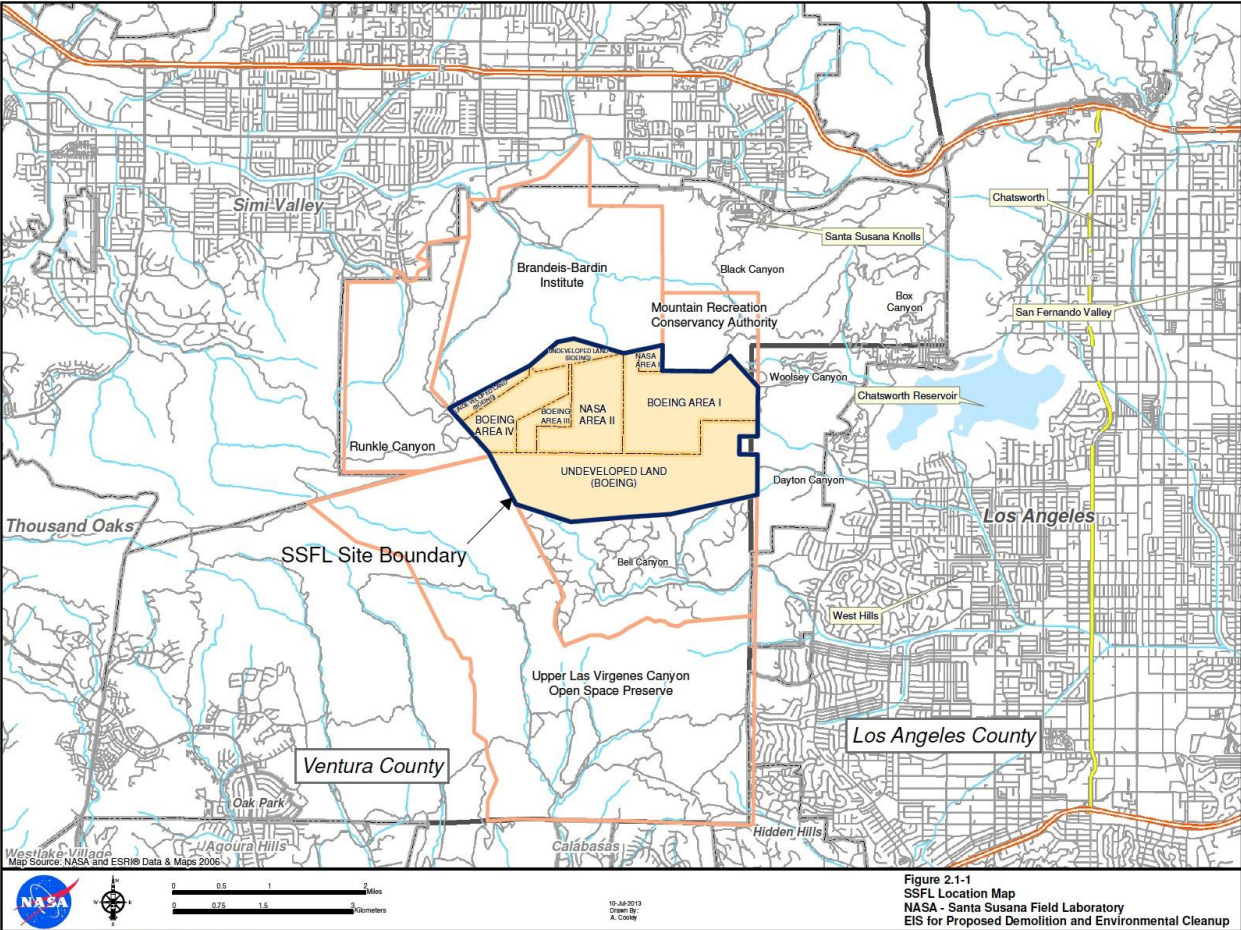 Simi Valley
Chatsworth
Santa Susana Knolls
Brandeis-Bardin
Institute
Black Canyon
Box
Canyon
Mountain Recreation
Conservancy Authority
San Fernando Valley
UNDEVELOPED LAND
(BOEING)
NASA
AREA I
Woolsey Canyon
UNDEVELOPED LAND
(BOEING)
Chatsworth Reservoir
BOEING
AREA IV
BOEING
AREA III
NASA
AREA II
BOEING AREA I
Runkle Canyon
UNDEVELOPED LAND
(BOEING)
Dayton Canyon
Thousand Oaks
Los Angeles
SSFL Site Boundary
Bell Canyon
West Hills
Upper Las Virgenes Canyon
Open Space Preserve
Ventura County
Los Angeles County
Oak Park
Hidden Hills
Agoura Hills
Calabasas
Westlake Village
Map Source: NASA and ESRI® Data & Maps 2006
NASA
N
W E
S
0 0.5 1 2
Miles
0 0.75 1.5 3
Kilometers
10-Jul-2013
Drawn By:
A. Cooley
Figure 2.1-1
SSFL Location Map
NASA - Santa Susana Field Laboratory
EIS for Proposed Demolition and Environmental Cleanup